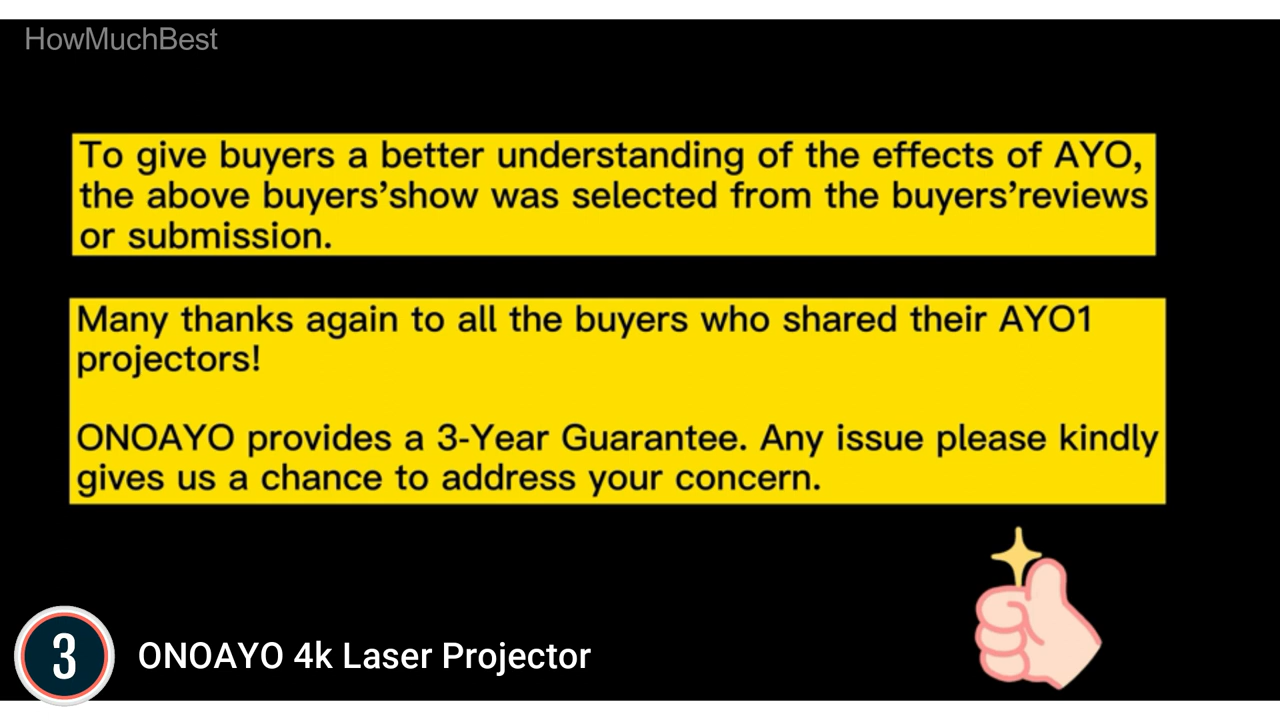 HowMuchBest
To give buyers a better understanding of the effects of AYO,
the above buyers’show was selected from the buyers’reviews
or submission.
Many thanks again to all the buyers who shared their AYO1
projectors!
ONOAYO provides a 3-Year Guarantee. Any issue please kindly
gives us a chance to address your concern.
3
ONOAYO 4k Laser Projector